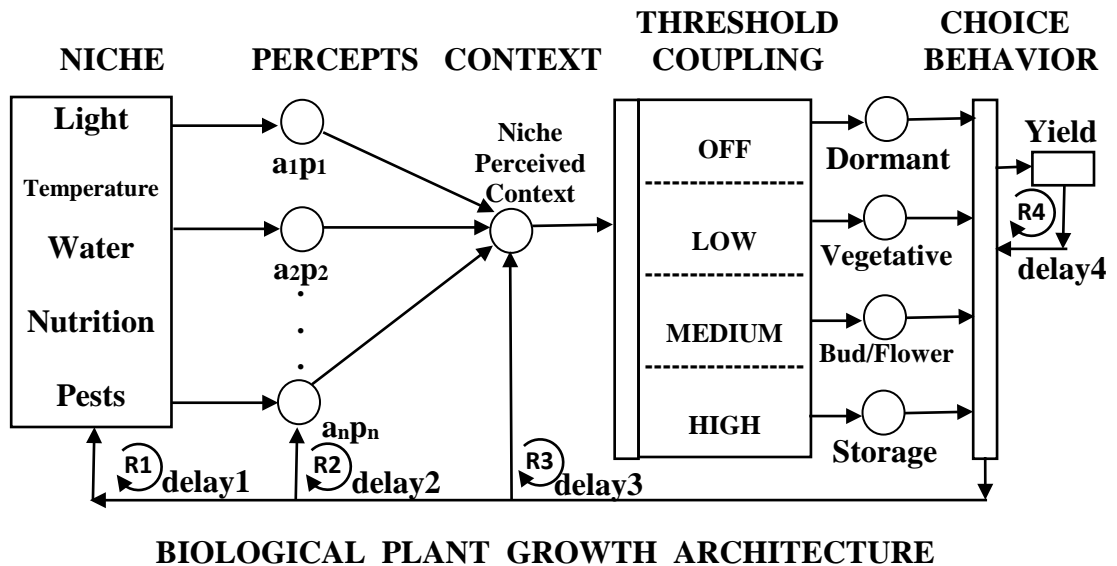 NICHE
PERCEPTS
CONTEXT
THRESHOLD
COUPLING
CHOICE
BEHAVIOR
Light
Temperature
Water
Nutrition
Pests
a1p1
a2p2
.
.
.
anpn
Niche
Perceived
Context
OFF
LOW
MEDIUM
HIGH
Dormant
Vegetative
Bud/Flower
Storage
Yield
R4
delay4
R1
delay1
R2
delay2
R3
delay3
BIOLOGICAL PLANT GROWTH ARCHITECTURE